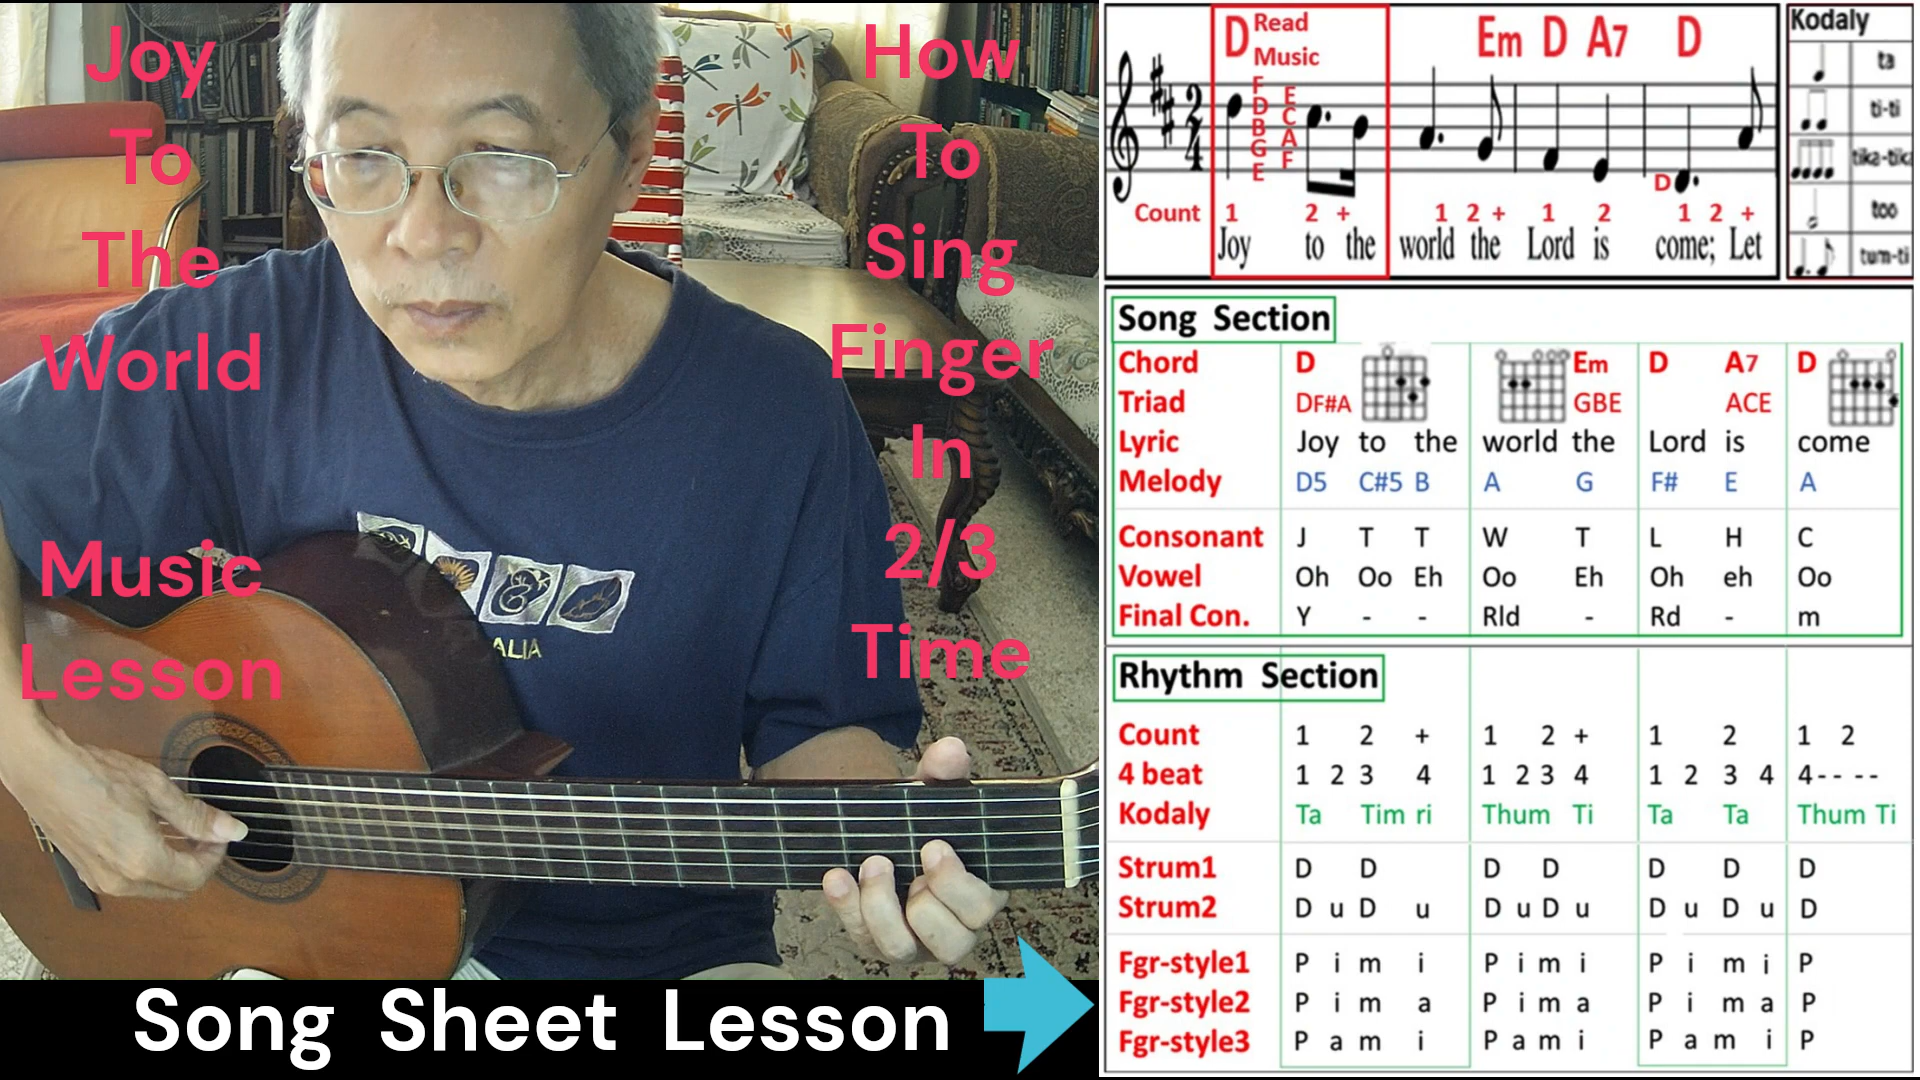 Joy
To
The
World
Music
Lesson
How
To
Sing
Finger
In
2/3
Time
ALIA
Song Sheet Lesson
D Read Music Em D A7 D
F
D
B
G
E
E
C
A
F
2
4
D
Count 1 2 + 1 2 + 1 2 1 2 +
Joy to the world the Lord is come; Let
Kodaly
ta
ti-ti
tika-tika
too
tum-ti
Song Section
Chord D Em D A7 D
Triad DF#A GBE ACE
Lyric Joy to the world the Lord is come
Melody D5 C#5 B A G F# E A
Consonant J T T W T L H C
Vowel Oh Oo Eh Oo Eh Oh eh Oo
Final Con. Y - - Rld - Rd - m
Rhythm Section
Count 1 2 + 1 2 + 1 2 1 2
4 beat 1 2 3 4 1 2 3 4 1 2 3 4 4 - - - -
Kodaly Ta Tim ri Thum Ti Ta Ta Thum Ti
Strum1 D D D D D D D
Strum2 D u D u D u D u D u D u D
Fgr-style1 P i m i P i m i P i m i P
Fgr-style2 P i m a P i m a P i m a P
Fgr-style3 P a m i P a m i P a m i P